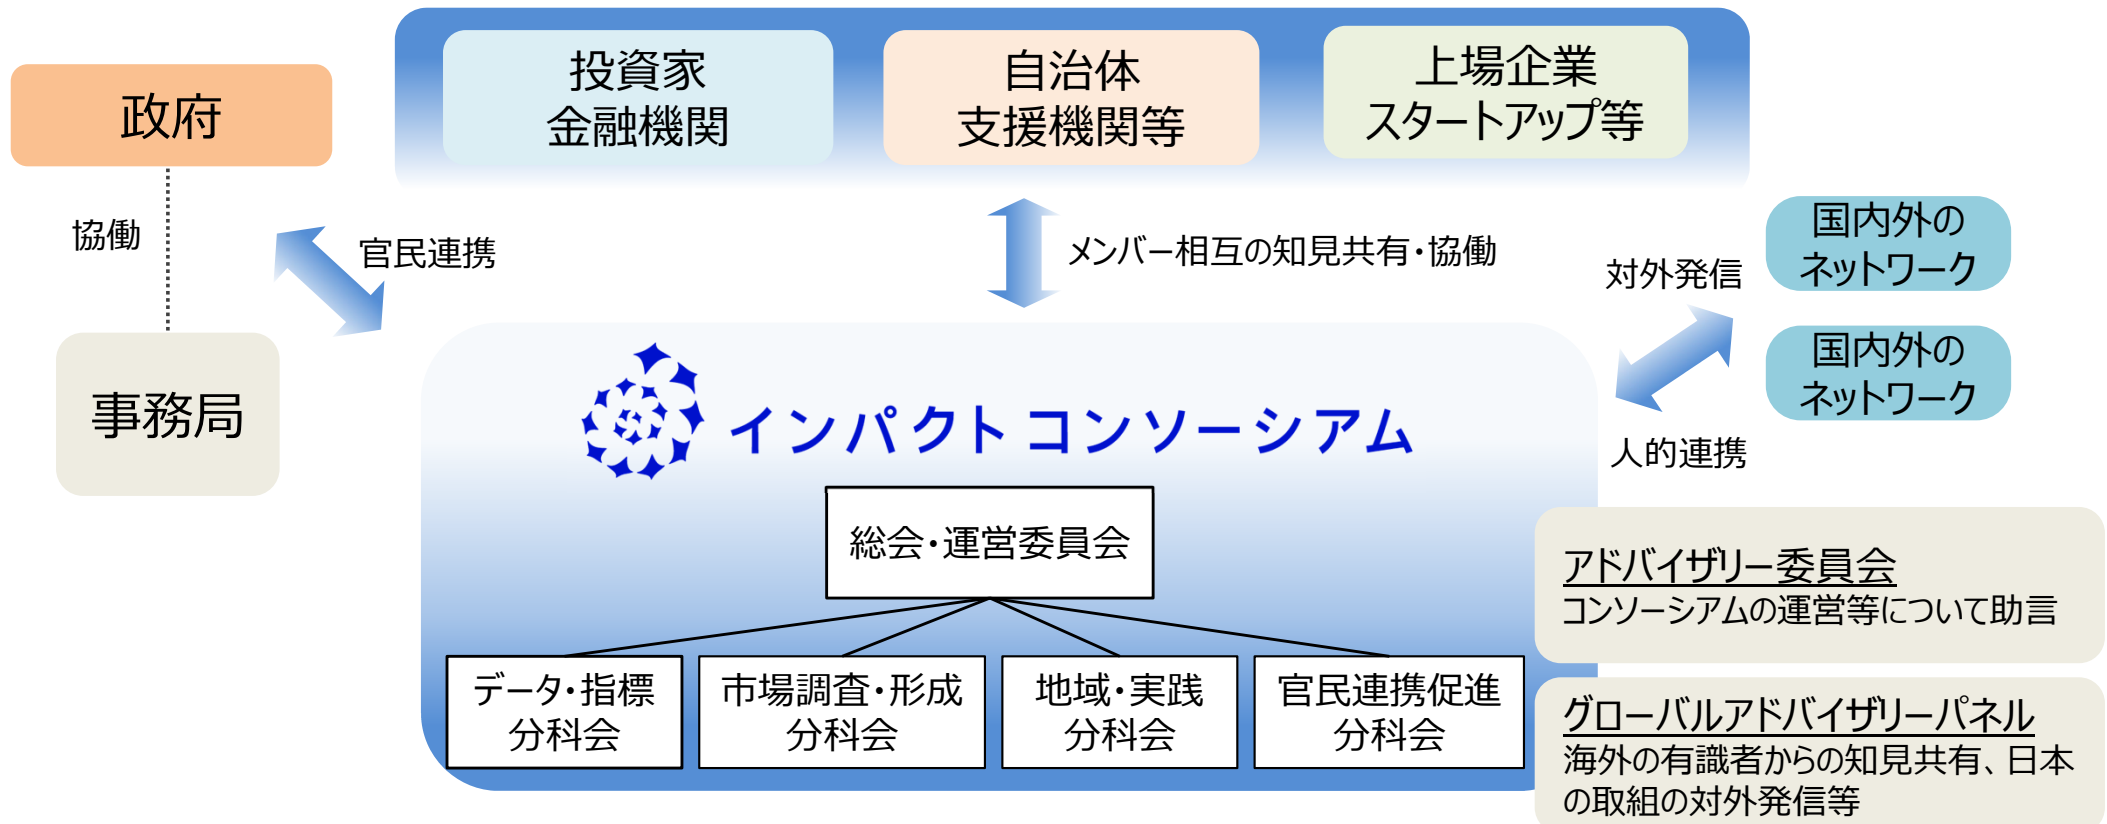 政府
投資家
金融機関
自治体
支援機関等
上場企業
スタートアップ等
協働
官民連携
メンバー相互の知見共有・協働
対外発信
国内外の
ネットワーク
国内外の
ネットワーク
人的連携
事務局
インパクトコンソーシアム
総会・運営委員会
データ・指標
分科会
市場調査・形成
分科会
地域・実践
分科会
官民連携促進
分科会
アドバイザリー委員会
コンソーシアムの運営等について助言
グローバルアドバイザリーパネル
海外の有識者からの知見共有、日本
の取組の対外発信等